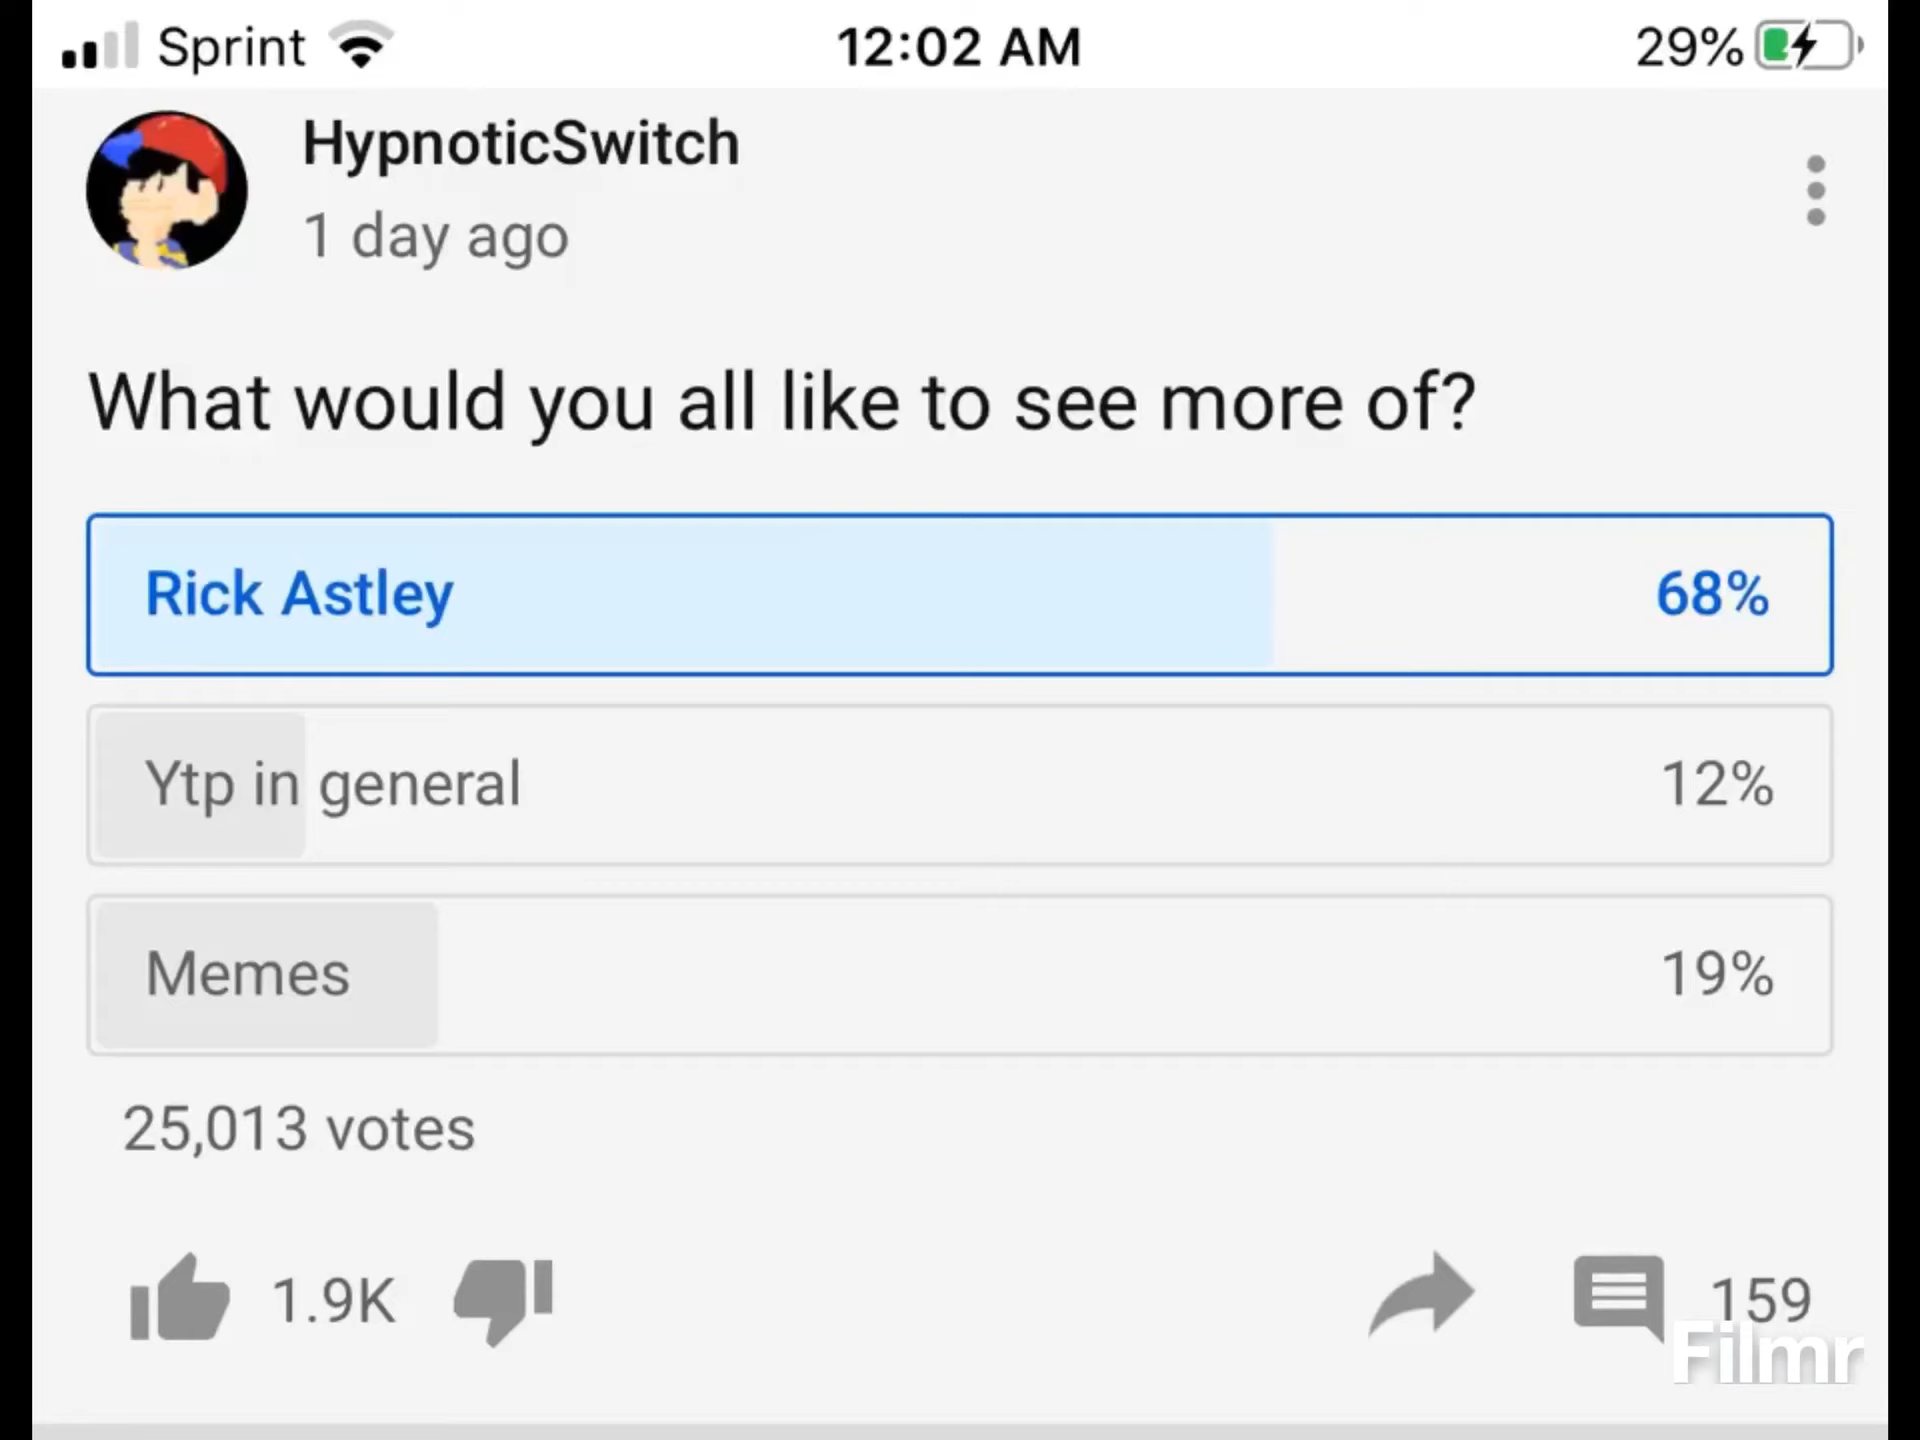 Sprint 12:02 AM 29%
HypnoticSwitch
1 day ago
What would you all like to see more of?
Rick Astley 68%
Ytp in general 12%
Memes 19%
25,013 votes
1.9K 159
Filmr